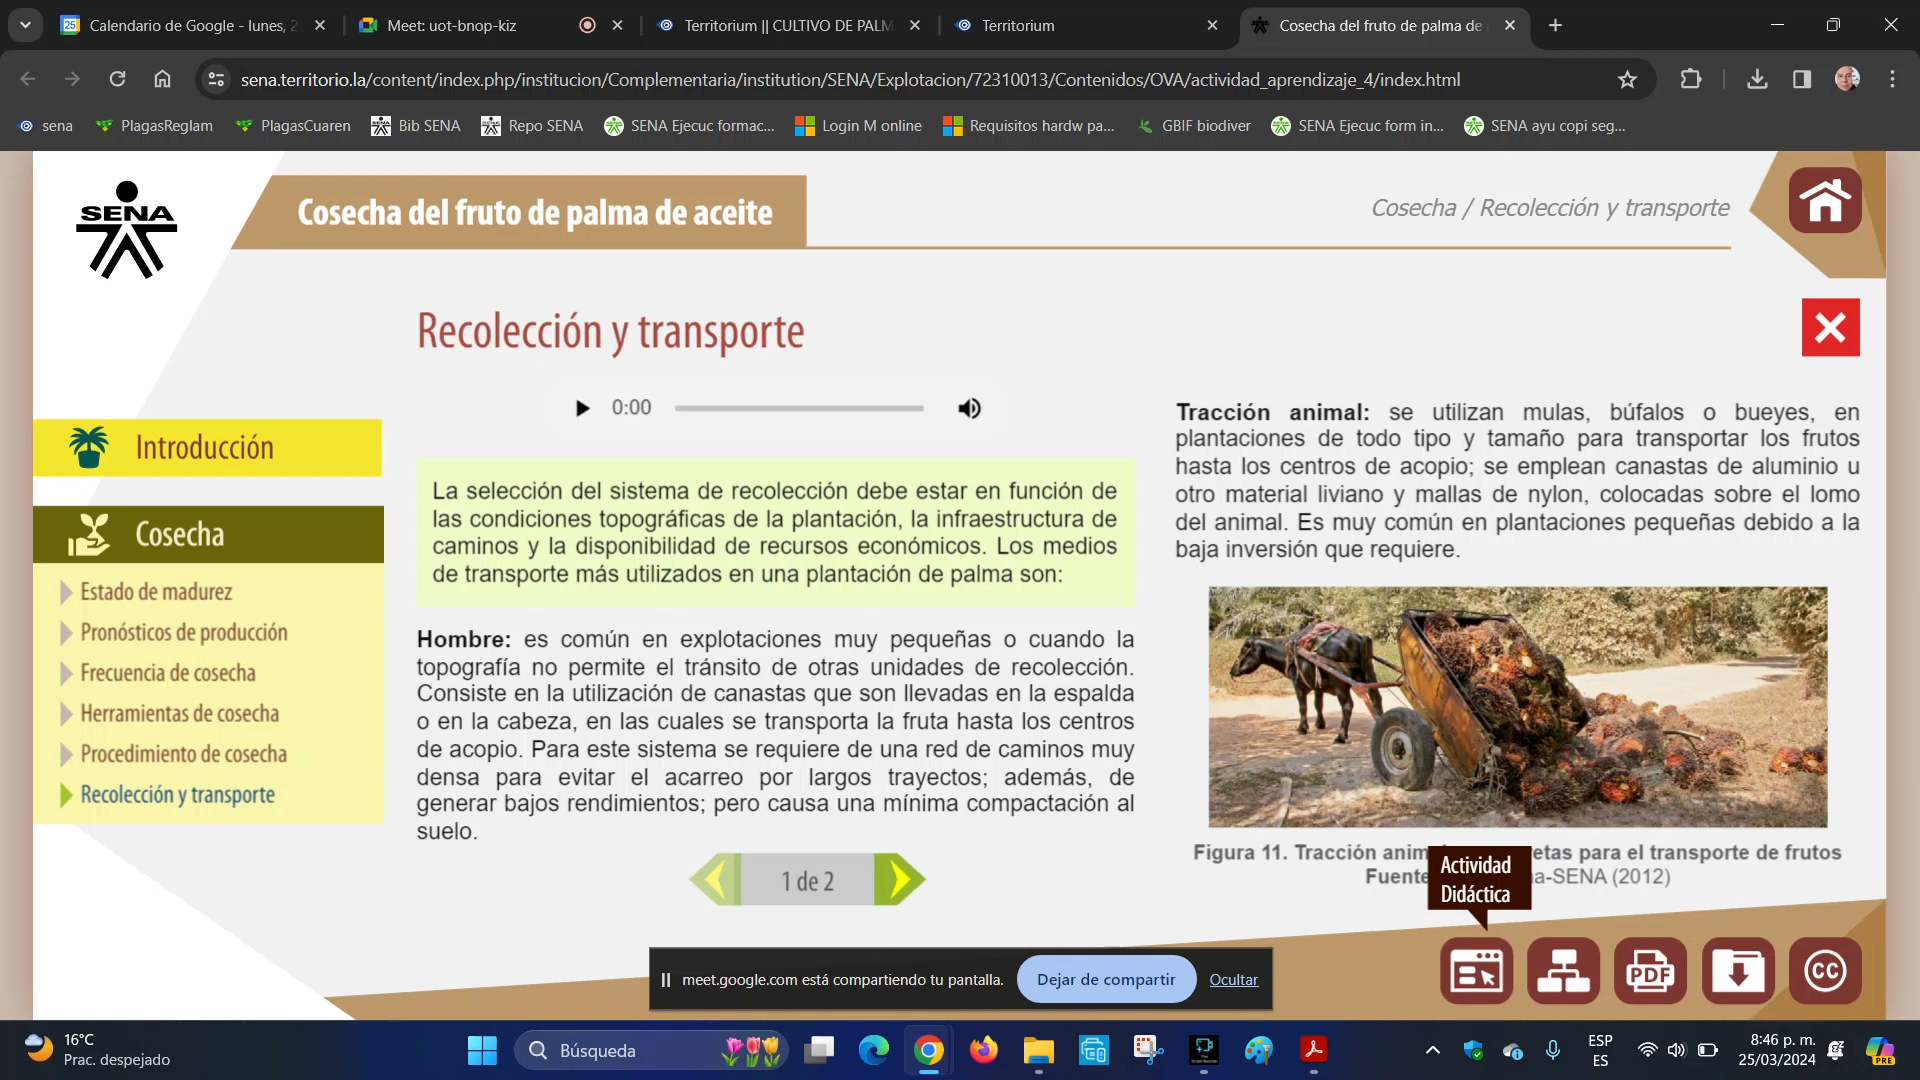 Calendario de Google - lunes, 2
Meet: uot-bnop-kiz
Territorium || CULTIVO DE PALM
Territorium
Cosecha del fruto de palma de
sena.territorio.la/content/index.php/institucion/Complementaria/institution/SENA/Explotacion/72310013/Contenidos/OVA/actividad_aprendizaje_4/index.html
sena
PlagasReglam
PlagasCuaren
Bib SENA
Repo SENA
SENA Ejecuc formac...
Login M online
Requisitos hardw pa...
GBIF biodiver
SENA Ejecuc form in...
SENA ayu copi seg...
SENA
Cosecha del fruto de palma de aceite
Cosecha / Recolección y transporte
Introducción
Cosecha
Estado de madurez
Pronósticos de producción
Frecuencia de cosecha
Herramientas de cosecha
Procedimiento de cosecha
Recolección y transporte
Recolección y transporte
0:00
La selección del sistema de recolección debe estar en función de
las condiciones topográficas de la plantación, la infraestructura de
caminos y la disponibilidad de recursos económicos. Los medios
de transporte más utilizados en una plantación de palma son:
Hombre: es común en explotaciones muy pequeñas o cuando la
topografía no permite el tránsito de otras unidades de recolección.
Consiste en la utilización de canastas que son llevadas en la espalda
o en la cabeza, en las cuales se transporta la fruta hasta los centros
de acopio. Para este sistema se requiere de una red de caminos muy
densa para evitar el acarreo por largos trayectos; además, de
generar bajos rendimientos; pero causa una mínima compactación al
suelo.
1 de 2
Tracción animal: se utilizan mulas, búfalos o bueyes, en
plantaciones de todo tipo y tamaño para transportar los frutos
hasta los centros de acopio; se emplean canastas de aluminio u
otro material liviano y mallas de nylon, colocadas sobre el lomo
del animal. Es muy común en plantaciones pequeñas debido a la
baja inversión que requiere.
Figura 11. Tracción anim etas para el transporte de frutos
Fuente a-SENA (2012)
Actividad
Didáctica
PDF
CC
meet.google.com está compartiendo tu pantalla.
Dejar de compartir
Ocultar
16°C
Prac. despejado
Búsqueda
ESP
ES
8:46 p. m.
25/03/2024
PRE